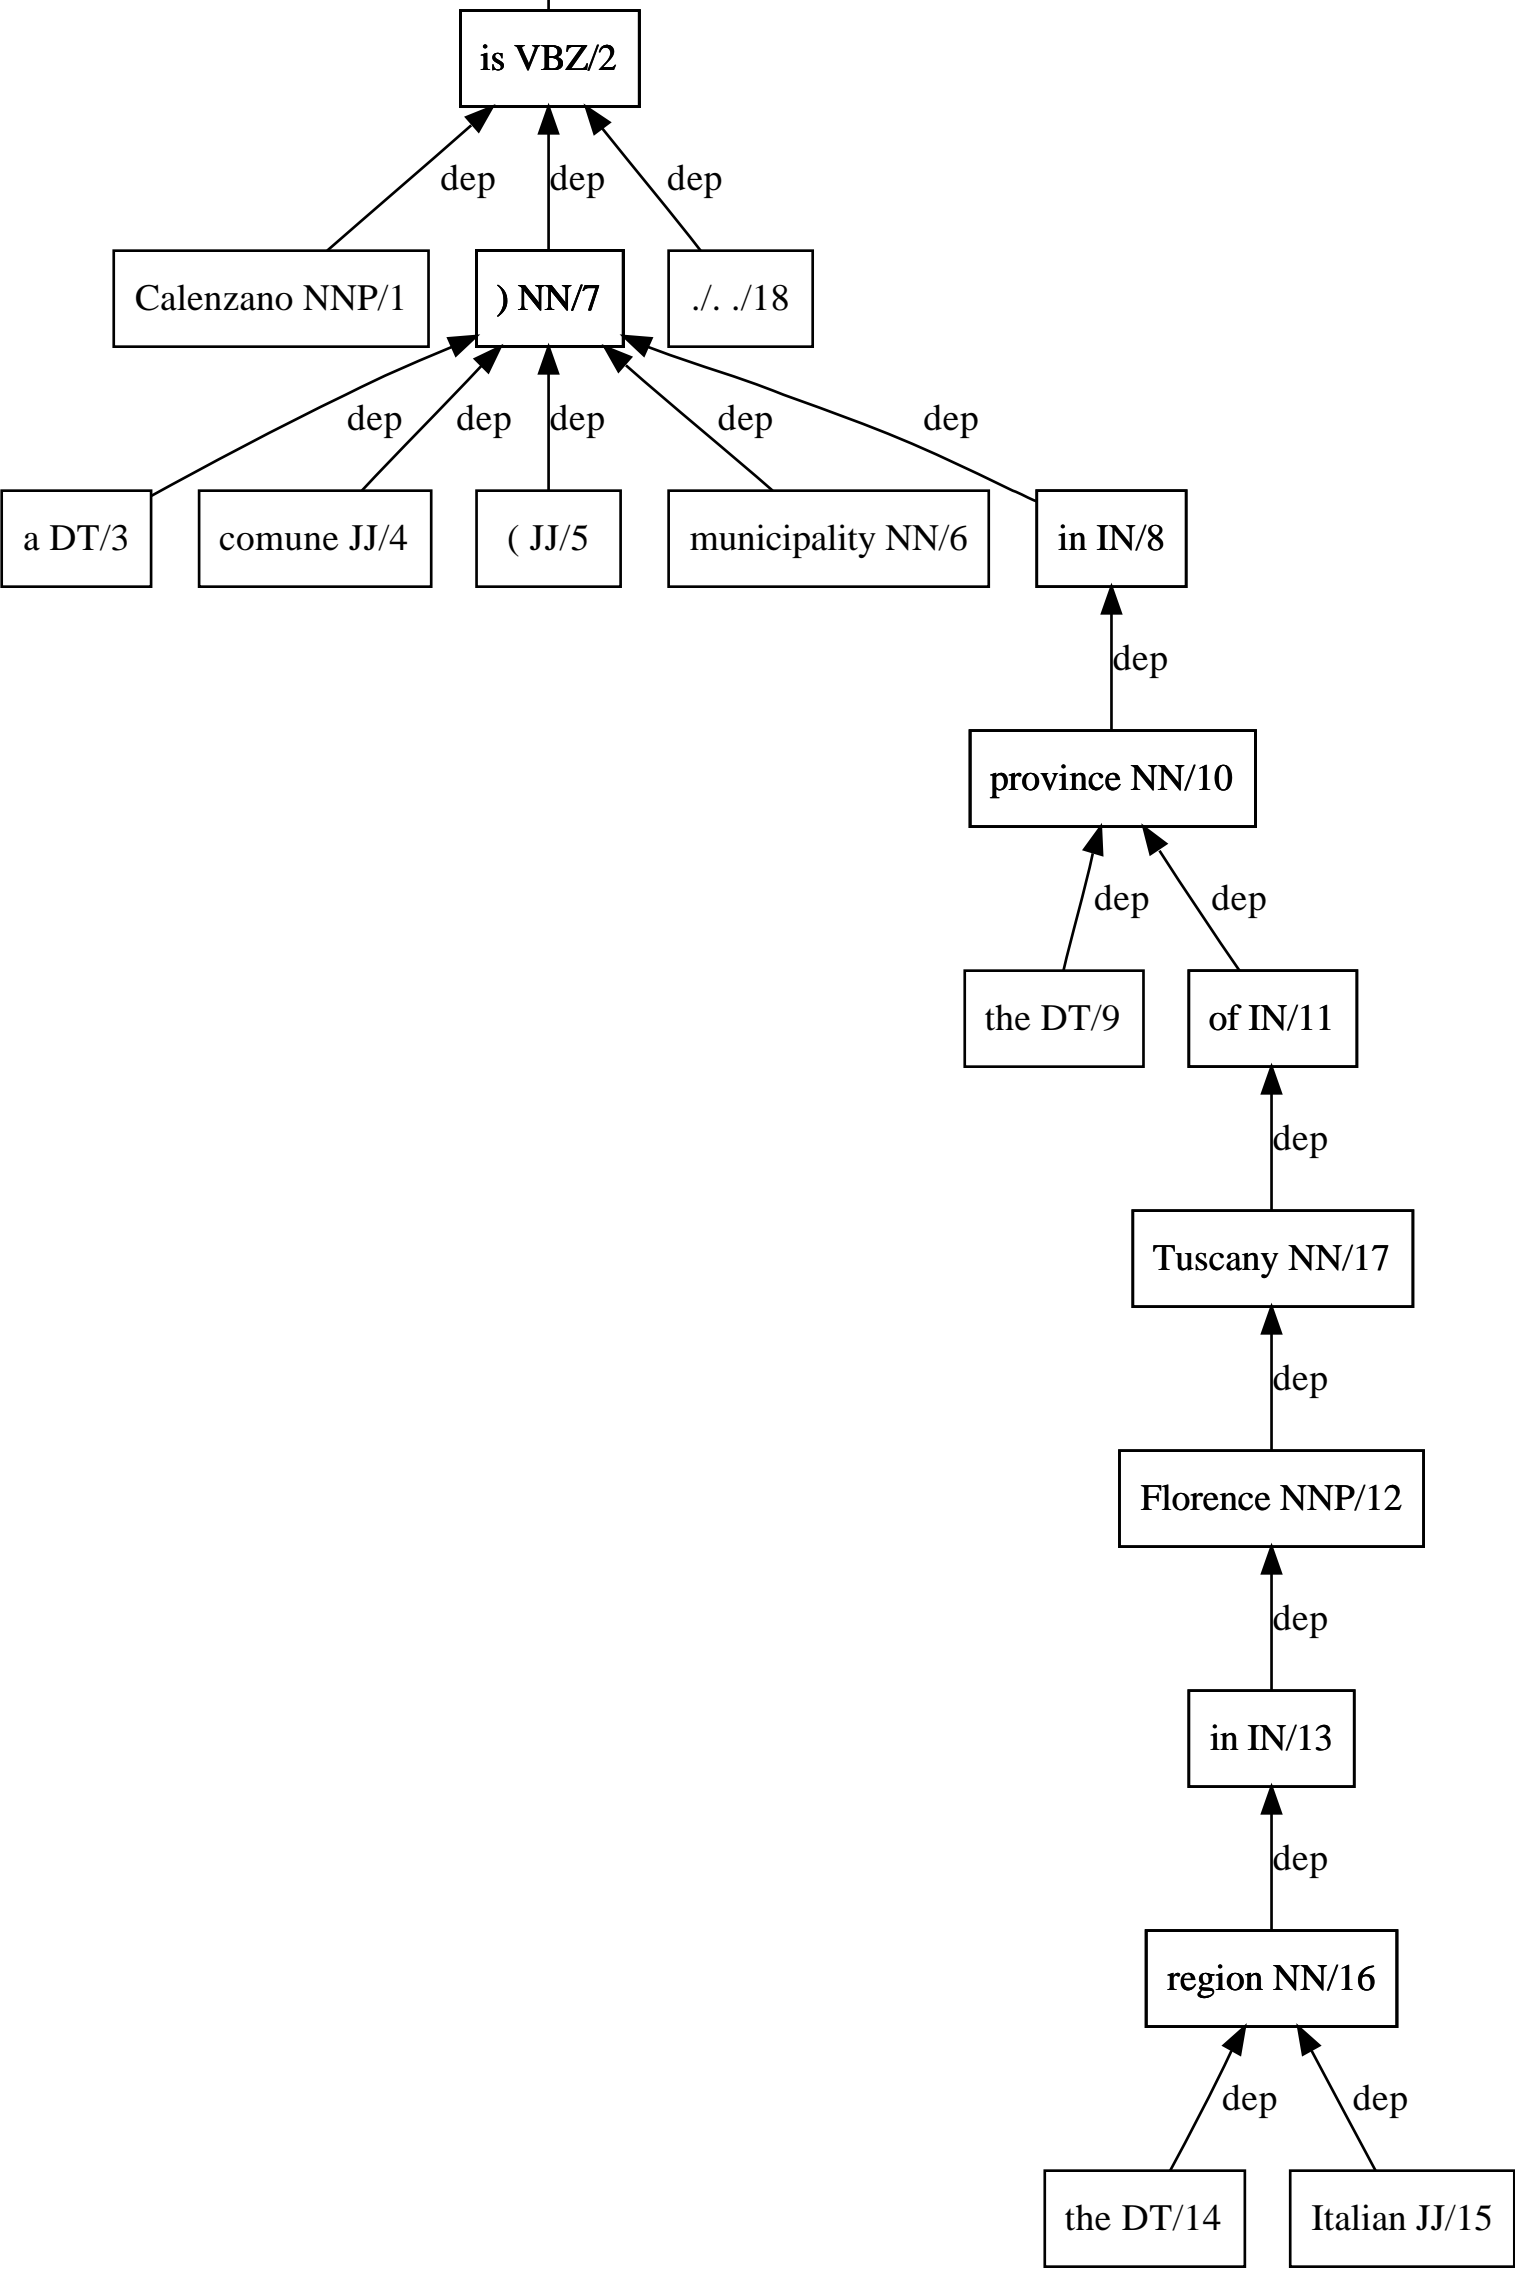 is VBZ/2
dep dep dep
Calenzano NNP/1 ) NN/7 ./. ./18
dep dep dep dep dep
a DT/3 comune JJ/4 ( JJ/5 municipality NN/6 in IN/8
dep
province NN/10
dep dep
the DT/9 of IN/11
dep
Tuscany NN/17
dep
Florence NNP/12
dep
in IN/13
dep
region NN/16
dep dep
the DT/14 Italian JJ/15